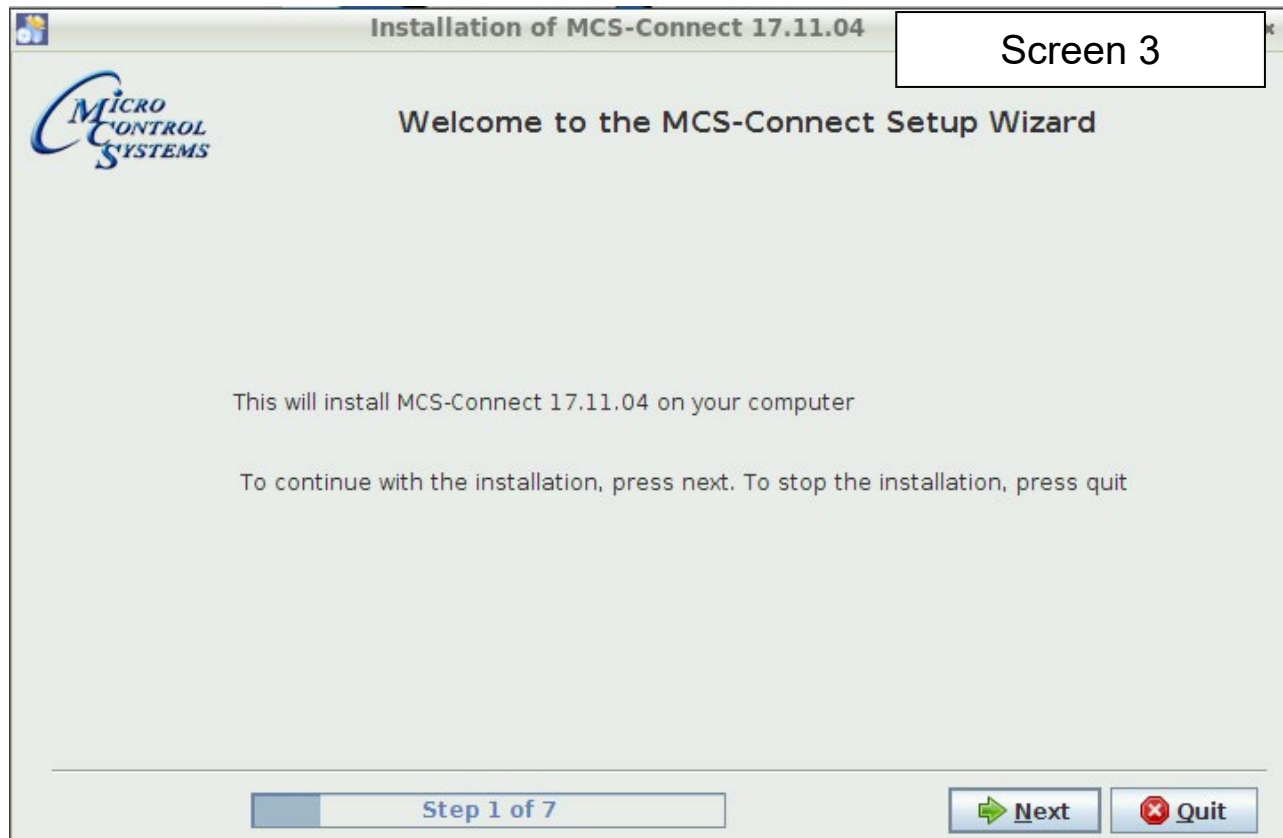 Installation of MCS-Connect 17.11.04
Screen 3
MICRO
CONTROL
SYSTEMS
Welcome to the MCS-Connect Setup Wizard
This will install MCS-Connect 17.11.04 on your computer
To continue with the installation, press next. To stop the installation, press quit
Step 1 of 7
Next
Quit